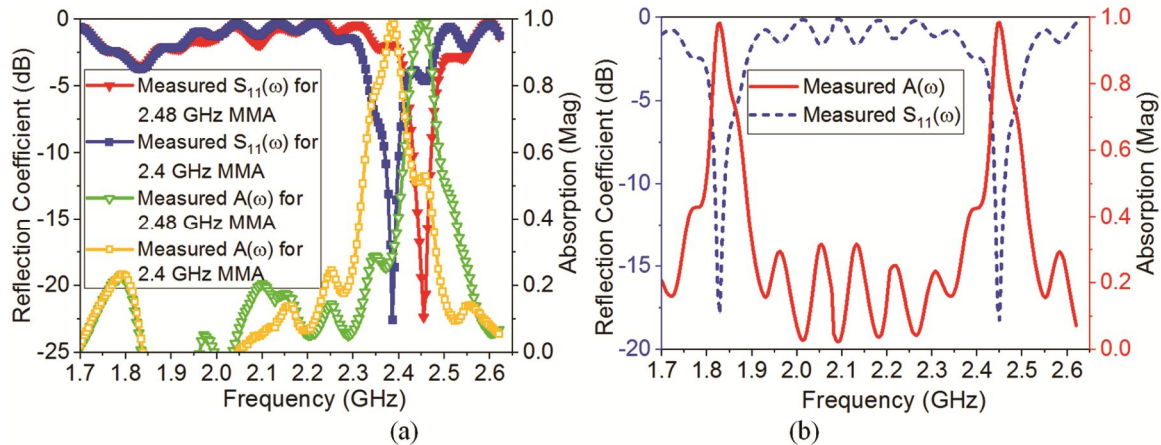 0
-5
-10
-15
-20
-25
Reflection Coefficient (dB)
Measured S₁₁(ω) for
2.48 GHz MMA
Measured S₁₁(ω) for
2.4 GHz MMA
Measured A(ω) for
2.48 GHz MMA
Measured A(ω) for
2.4 GHz MMA
1.0
0.8
0.6
0.4
0.2
0.0
Absorption (Mag)
1.7 1.8 1.9 2.0 2.1 2.2 2.3 2.4 2.5 2.6
Frequency (GHz)
(a)
0
-5
-10
-15
-20
Reflection Coefficient (dB)
Measured A(ω)
Measured S₁₁(ω)
1.0
0.8
0.6
0.4
0.2
0.0
Absorption (Mag)
1.7 1.8 1.9 2.0 2.1 2.2 2.3 2.4 2.5 2.6
Frequency (GHz)
(b)